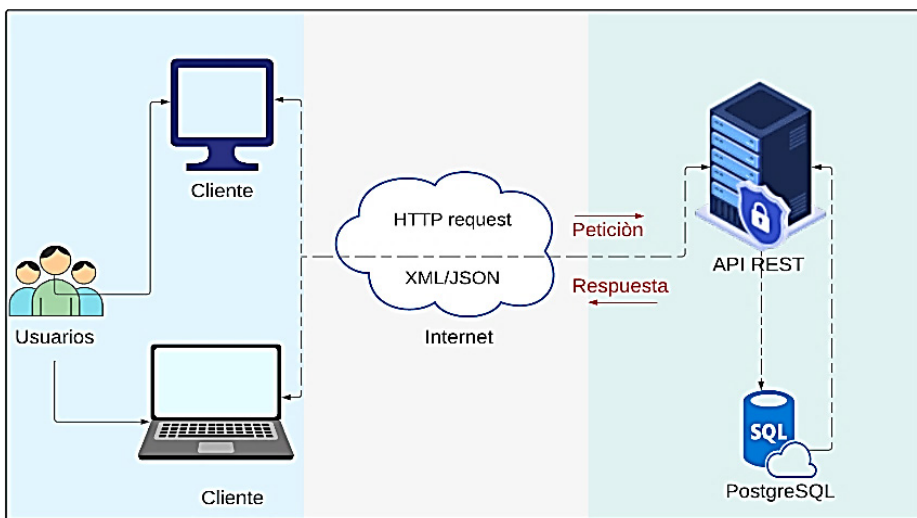 Cliente
HTTP request
Peticiòn
API REST
XML/JSON
Respuesta
Usuarios
Internet
SQL
Cliente
PostgreSQL